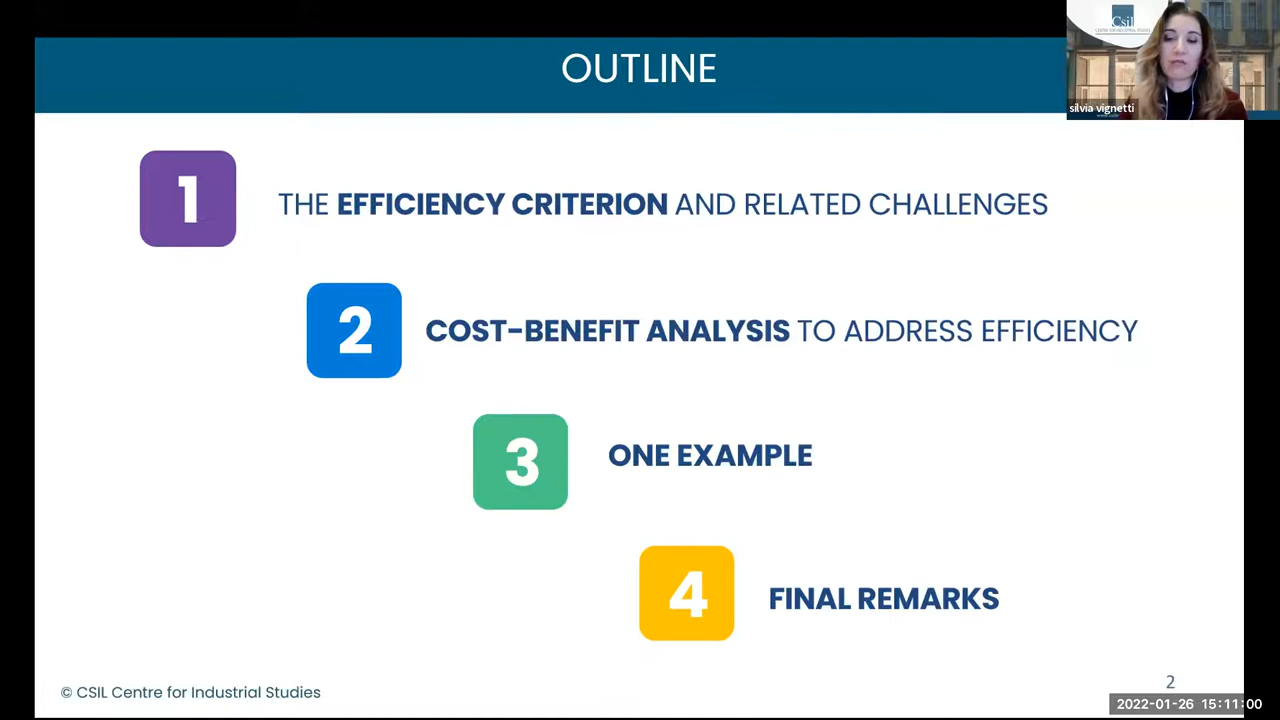 OUTLINE
Csil
silvia vignetti
1
THE EFFICIENCY CRITERION AND RELATED CHALLENGES
2
COST-BENEFIT ANALYSIS TO ADDRESS EFFICIENCY
3
ONE EXAMPLE
4
FINAL REMARKS
© CSIL Centre for Industrial Studies
2
2022-01-26 15:11:00